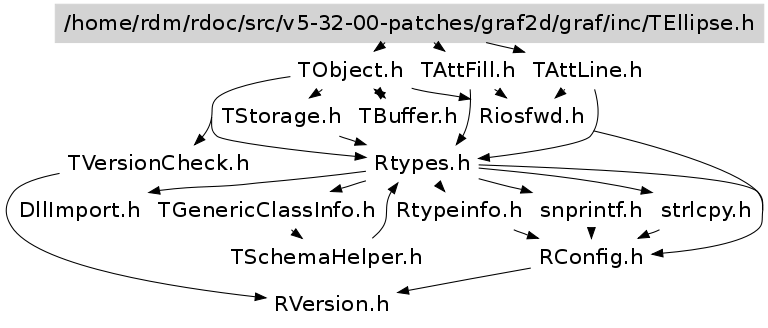 /home/rdm/rdoc/src/v5-32-00-patches/graf2d/graf/inc/TEllipse.h
TObject.h TAttFill.h TAttLine.h
TStorage.h TBuffer.h Riosfwd.h
TVersionCheck.h Rtypes.h
DllImport.h TGenericClassInfo.h Rtypeinfo.h snprintf.h strlcpy.h
TSchemaHelper.h RConfig.h
RVersion.h